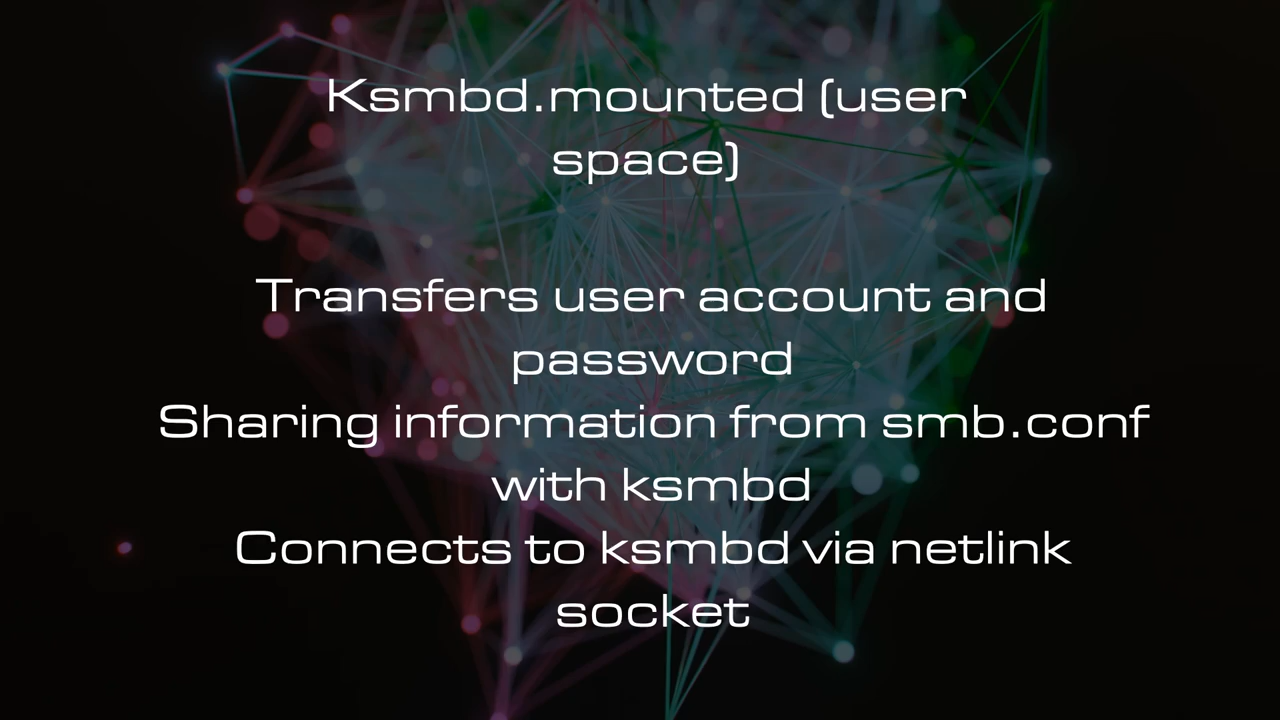 Ksmbd.mounted (user
space)
Transfers user account and
password
Sharing information from smb.conf
with ksmbd
Connects to ksmbd via netlink
socket